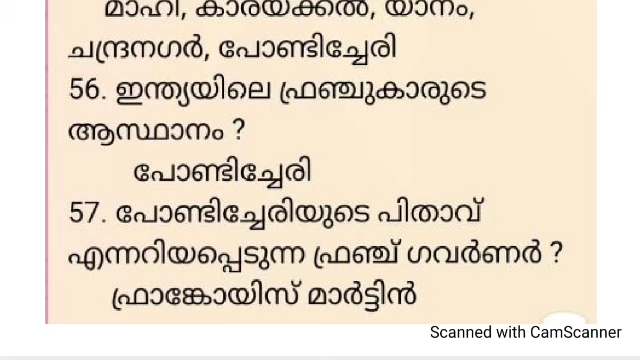 മാഹി, കാരയ്ക്കൽ, യാനം,
ചന്ദ്രനഗർ, പോണ്ടിച്ചേരി
56. ഇന്ത്യയിലെ ഫ്രഞ്ചുകാരുടെ
ആസ്ഥാനം ?
പോണ്ടിച്ചേരി
57. പോണ്ടിച്ചേരിയുടെ പിതാവ്
എന്നറിയപ്പെടുന്ന ഫ്രഞ്ച് ഗവർണർ ?
ഫ്രാങ്കോയിസ് മാർട്ടിൻ
Scanned with CamScanner